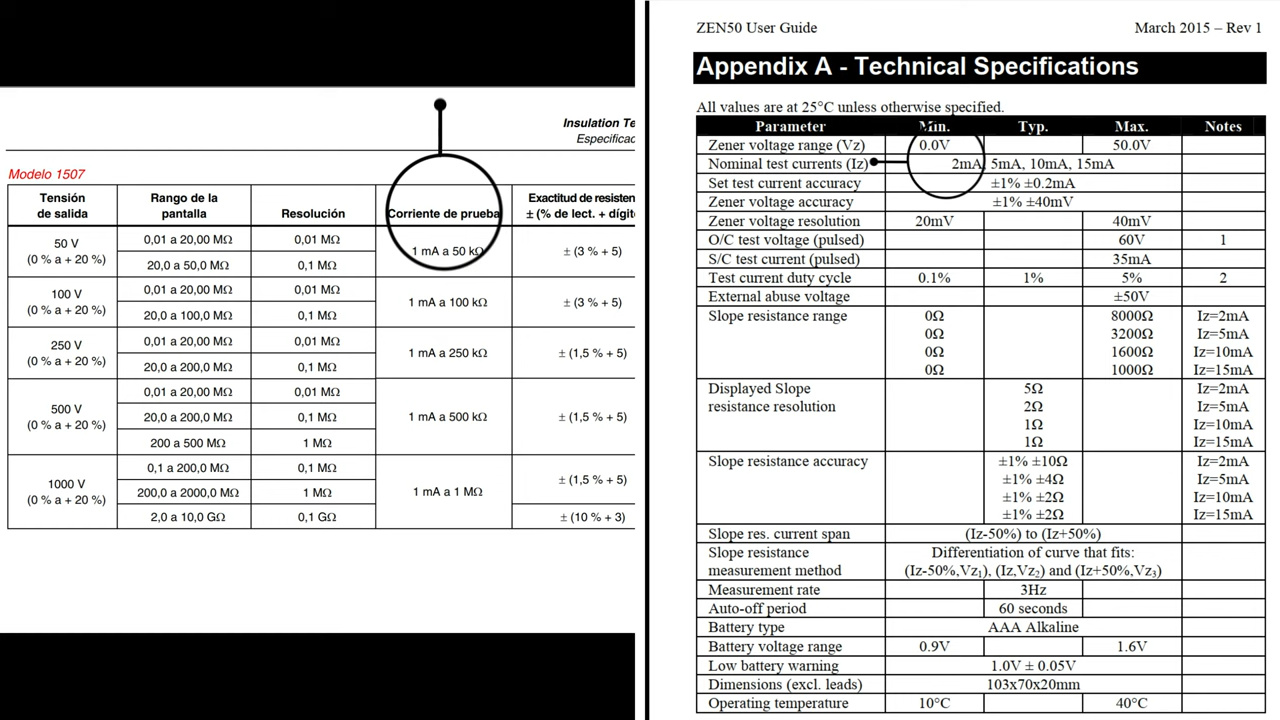 Insulation Te
Especificac
Modelo 1507
Tensión de salida | Rango de la pantalla | Resolución | Corriente de prueba | Exactitud de resisten ± (% de lect. + dígito
50 V (0 % a + 20 %) | 0,01 a 20,00 MΩ | 0,01 MΩ | 1 mA a 50 kΩ | ± (3 % + 5)
20,0 a 50,0 MΩ | 0,1 MΩ
100 V (0 % a + 20 %) | 0,01 a 20,00 MΩ | 0,01 MΩ | 1 mA a 100 kΩ | ± (3 % + 5)
20,0 a 100,0 MΩ | 0,1 MΩ
250 V (0 % a + 20 %) | 0,01 a 20,00 MΩ | 0,01 MΩ | 1 mA a 250 kΩ | ± (1,5 % + 5)
20,0 a 200,0 MΩ | 0,1 MΩ
500 V (0 % a + 20 %) | 0,01 a 20,00 MΩ | 0,01 MΩ | 1 mA a 500 kΩ | ± (1,5 % + 5)
20,0 a 200,0 MΩ | 0,1 MΩ
200 a 500 MΩ | 1 MΩ
1000 V (0 % a + 20 %) | 0,1 a 200,0 MΩ | 0,1 MΩ | 1 mA a 1 MΩ | ± (1,5 % + 5)
200,0 a 2000,0 MΩ | 1 MΩ
2,0 a 10,0 GΩ | 0,1 GΩ | ± (10 % + 3)
ZEN50 User Guide March 2015 – Rev 1
Appendix A - Technical Specifications
All values are at 25°C unless otherwise specified.
Parameter | Min. | Typ. | Max. | Notes
Zener voltage range (Vz) | 0.0V | 50.0V
Nominal test currents (Iz) | 2mA, 5mA, 10mA, 15mA
Set test current accuracy | ±1% ±0.2mA
Zener voltage accuracy | ±1% ±40mV
Zener voltage resolution | 20mV | 40mV
O/C test voltage (pulsed) | 60V | 1
S/C test current (pulsed) | 35mA
Test current duty cycle | 0.1% | 1% | 5% | 2
External abuse voltage | ±50V
Slope resistance range | 0Ω | 8000Ω | Iz=2mA
0Ω | 3200Ω | Iz=5mA
0Ω | 1600Ω | Iz=10mA
0Ω | 1000Ω | Iz=15mA
Displayed Slope | 5Ω | Iz=2mA
resistance resolution | 2Ω | Iz=5mA
1Ω | Iz=10mA
1Ω | Iz=15mA
Slope resistance accuracy | ±1% ±10Ω | Iz=2mA
±1% ±4Ω | Iz=5mA
±1% ±2Ω | Iz=10mA
±1% ±2Ω | Iz=15mA
Slope res. current span | (Iz-50%) to (Iz+50%)
Slope resistance | Differentiation of curve that fits:
measurement method | (Iz-50%,Vz1), (Iz,Vz2) and (Iz+50%,Vz3)
Measurement rate | 3Hz
Auto-off period | 60 seconds
Battery type | AAA Alkaline
Battery voltage range | 0.9V | 1.6V
Low battery warning | 1.0V ± 0.05V
Dimensions (excl. leads) | 103x70x20mm
Operating temperature | 10°C | 40°C